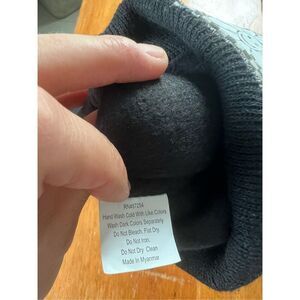 Hand Wash Cold With Like Colors
Wash Dark Colors Separately
Do Not Bleach. Flat Dry.
Do Not Iron.
Do Not Dry Clean
Made In Myanmar